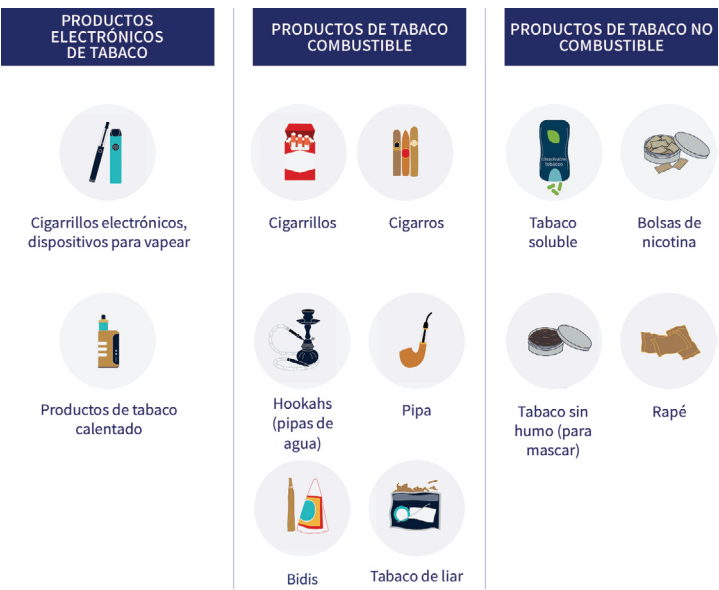 PRODUCTOS
ELECTRÓNICOS
DE TABACO
Cigarrillos electrónicos,
dispositivos para vapear
Productos de tabaco
calentado
PRODUCTOS DE TABACO
COMBUSTIBLE
Cigarrillos
Cigarros
Hookahs
(pipas de
agua)
Pipa
Bidis
Tabaco de liar
PRODUCTOS DE TABACO NO
COMBUSTIBLE
Dissolvable
tobacco
Tabaco
soluble
Bolsas de
nicotina
Tabaco sin
humo (para
mascar)
Rapé